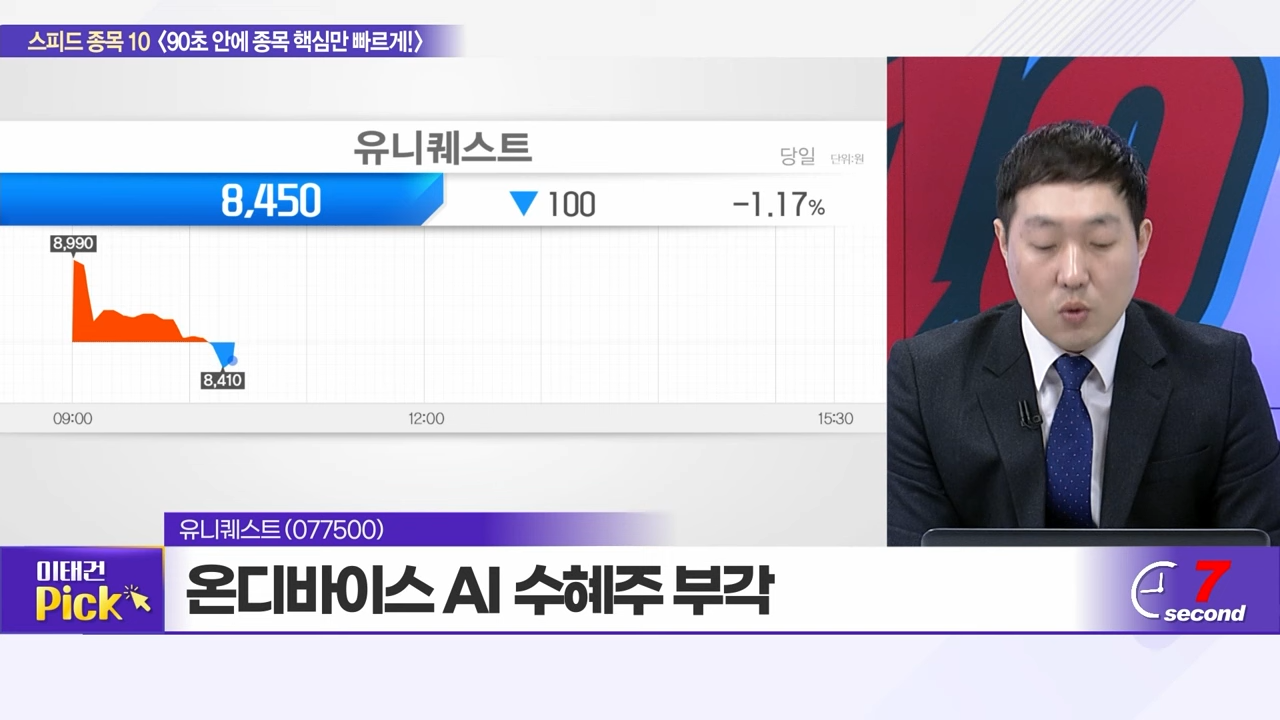 스피드 종목 10 <90초 안에 종목 핵심만 빠르게!>
유니퀘스트
당일 단위:원
8,450 ▼ 100 -1.17%
8,990
8,410
09:00 12:00 15:30
유니퀘스트(077500)
이태건
Pick
온디바이스 AI 수혜주 부각
7
second
10